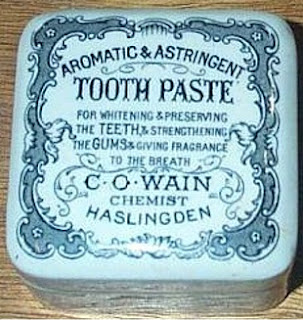 AROMATIC & ASTRINGENT
TOOTH PASTE
FOR WHITENING & PRESERVING
THE TEETH, & STRENGTHENING
THE GUMS & GIVING FRAGRANCE
TO THE BREATH
C. O. WAIN
CHEMIST
HASLINGDEN